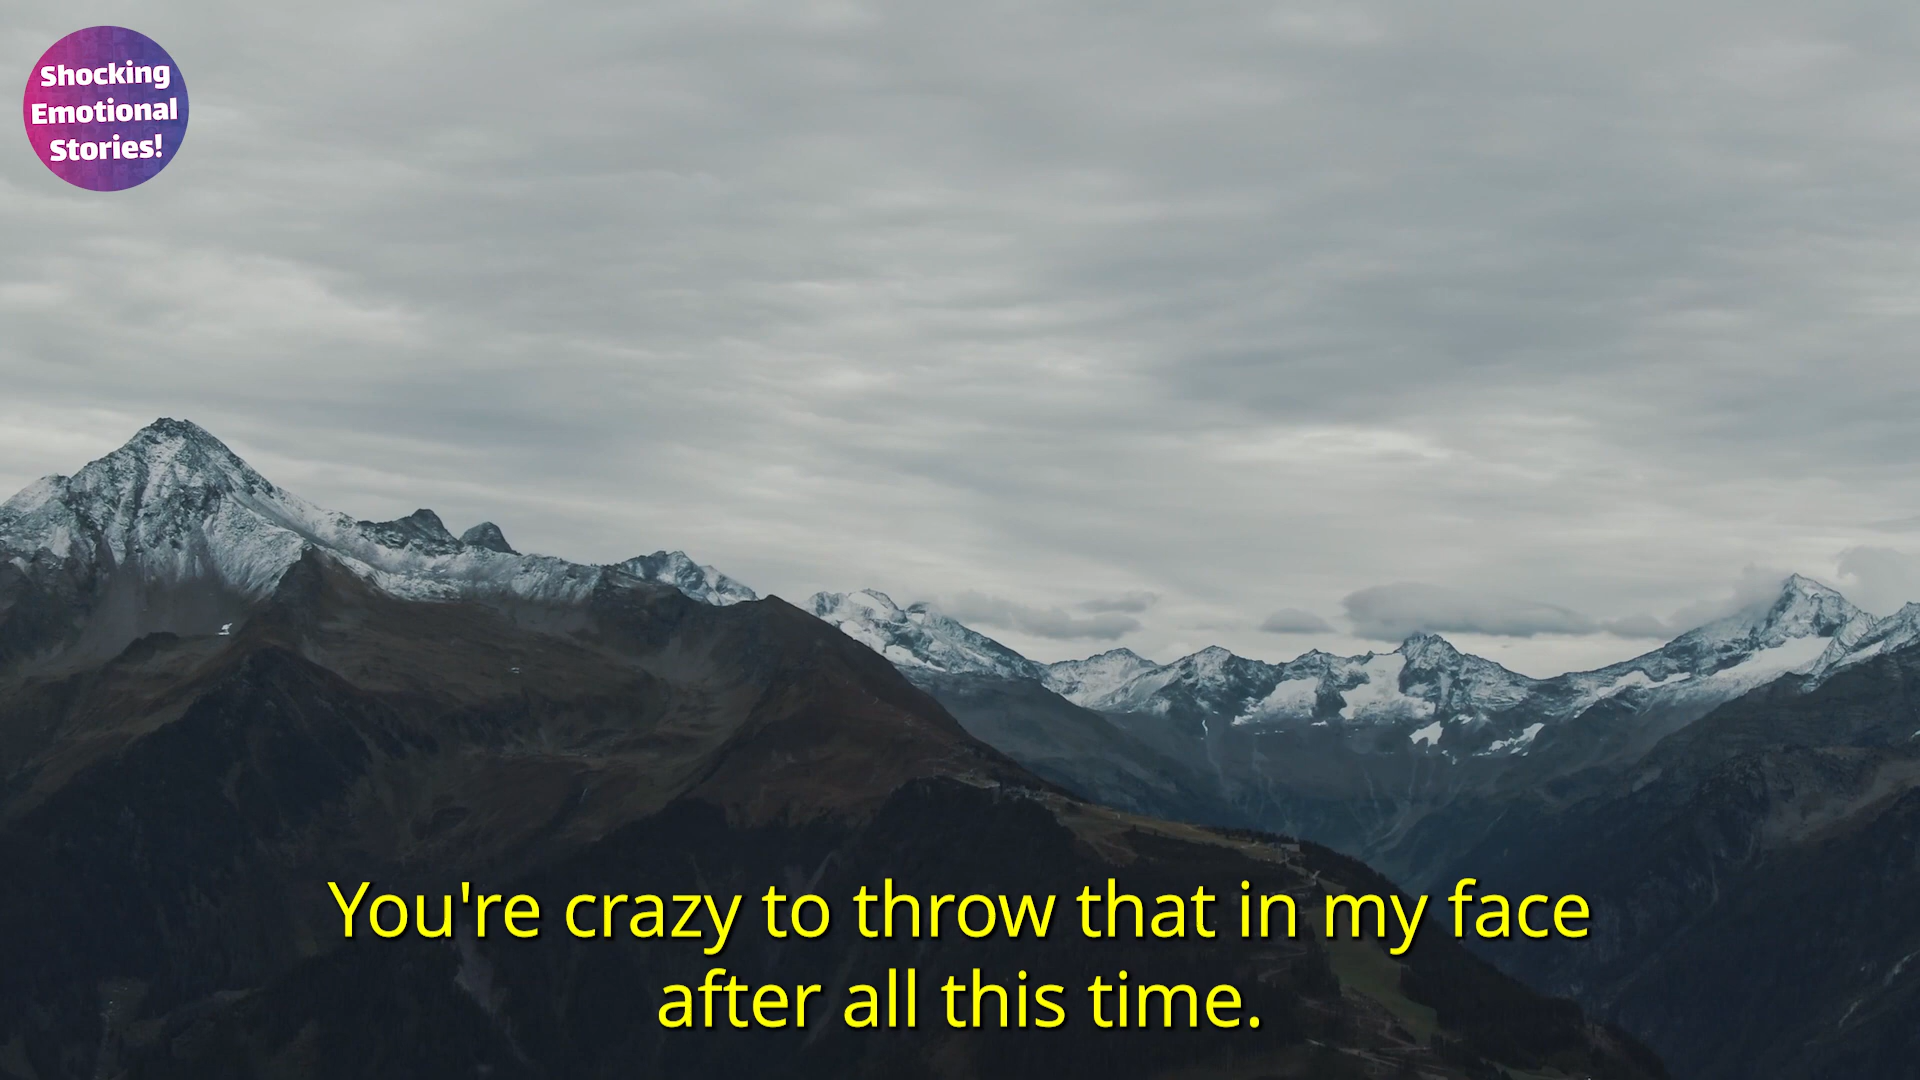 Shocking
Emotional
Stories!
You're crazy to throw that in my face
after all this time.